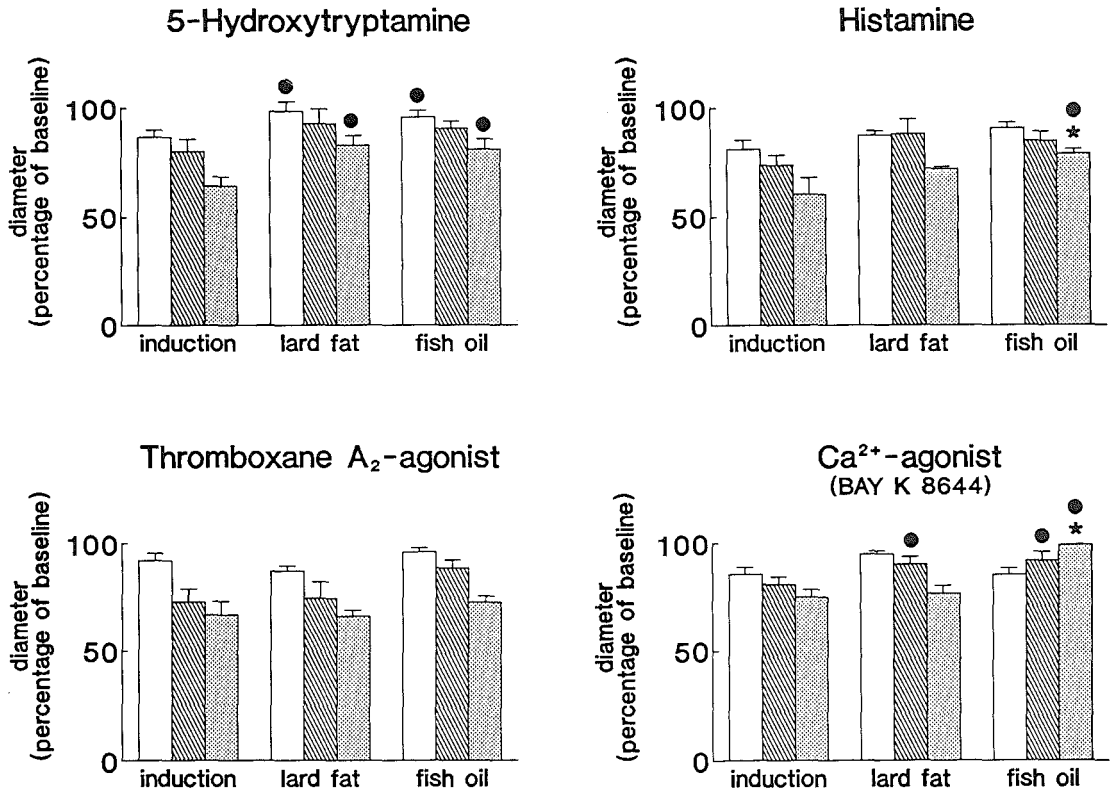 5-Hydroxytryptamine
diameter
(percentage of baseline)
100
50
0
induction lard fat fish oil
Histamine
diameter
(percentage of baseline)
100
50
0
induction lard fat fish oil
Thromboxane A₂-agonist
diameter
(percentage of baseline)
100
50
0
induction lard fat fish oil
Ca²⁺-agonist
(BAY K 8644)
diameter
(percentage of baseline)
100
50
0
induction lard fat fish oil